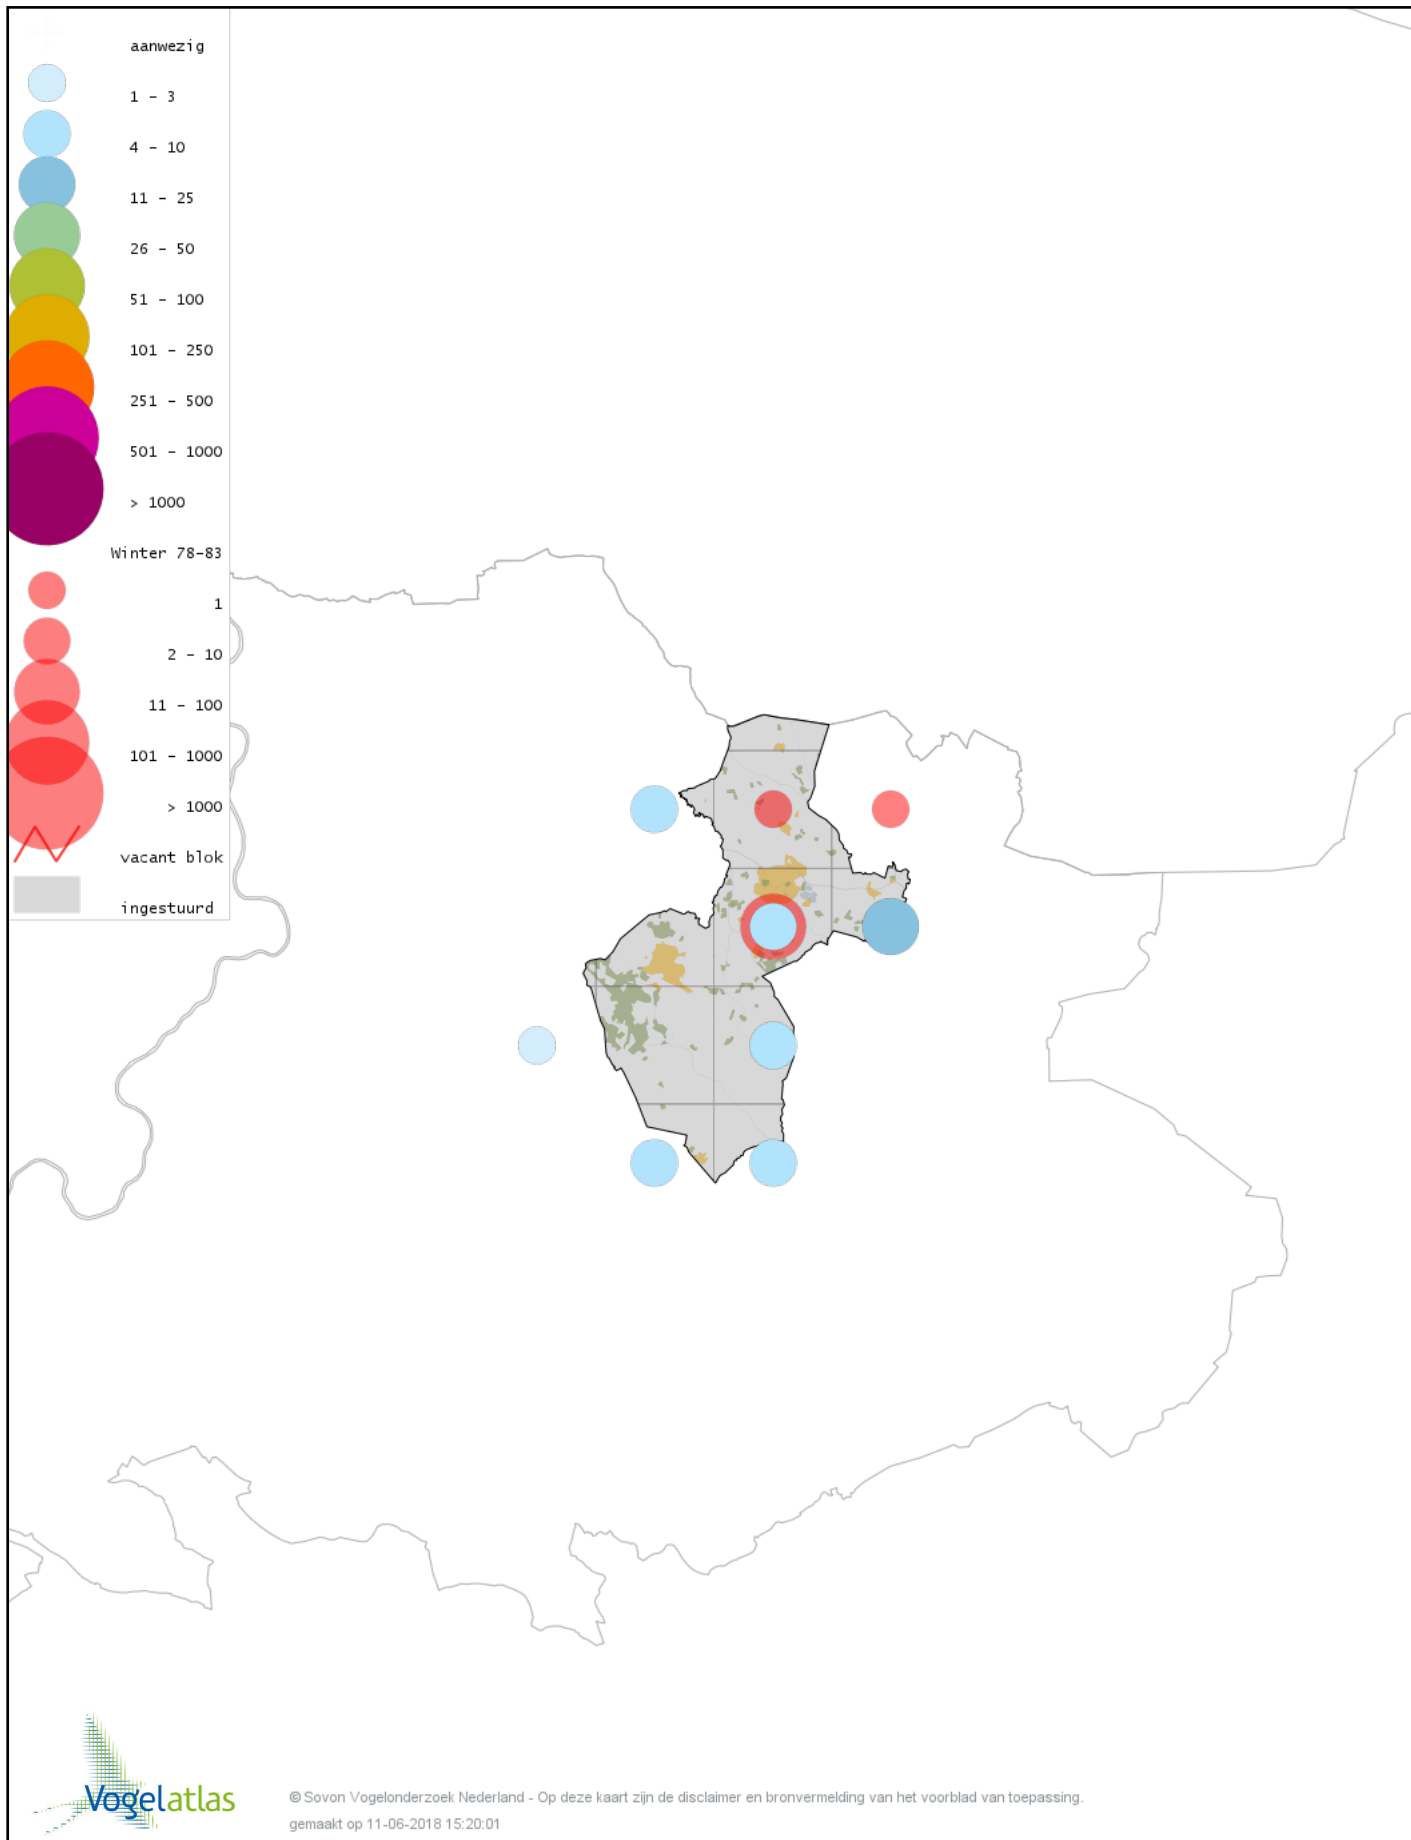 aanwezig
1 - 3
4 - 10
11 - 25
26 - 50
51 - 100
101 - 250
251 - 500
501 - 1000
> 1000
Winter 78-83
1
2 - 10
11 - 100
101 - 1000
> 1000
vacant blok
ingestuurd
Vogelatlas
© Sovon Vogelonderzoek Nederland - Op deze kaart zijn de disclaimer en bronvermelding van het voorblad van toepassing.
gemaakt op 11-06-2018 15:20:01